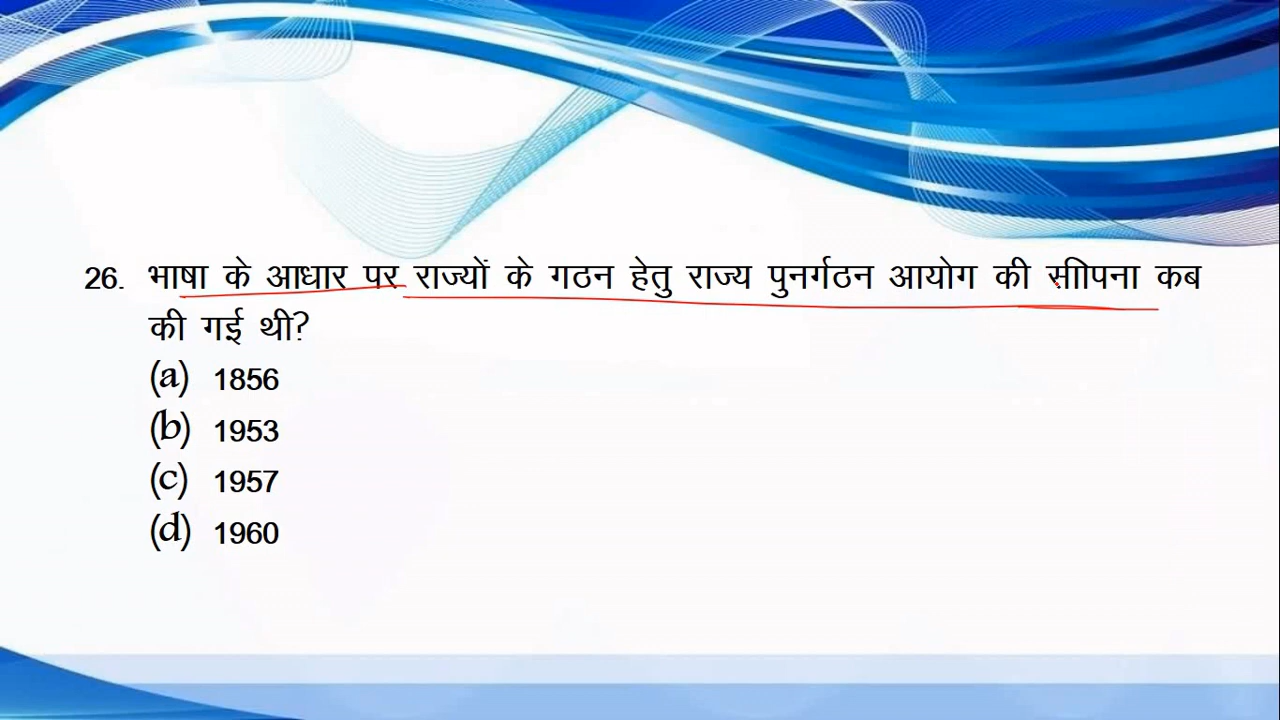 26. भाषा के आधार पर राज्यों के गठन हेतु राज्य पुनर्गठन आयोग की सीापना कब
की गई थी?
(a) 1856
(b) 1953
(c) 1957
(d) 1960